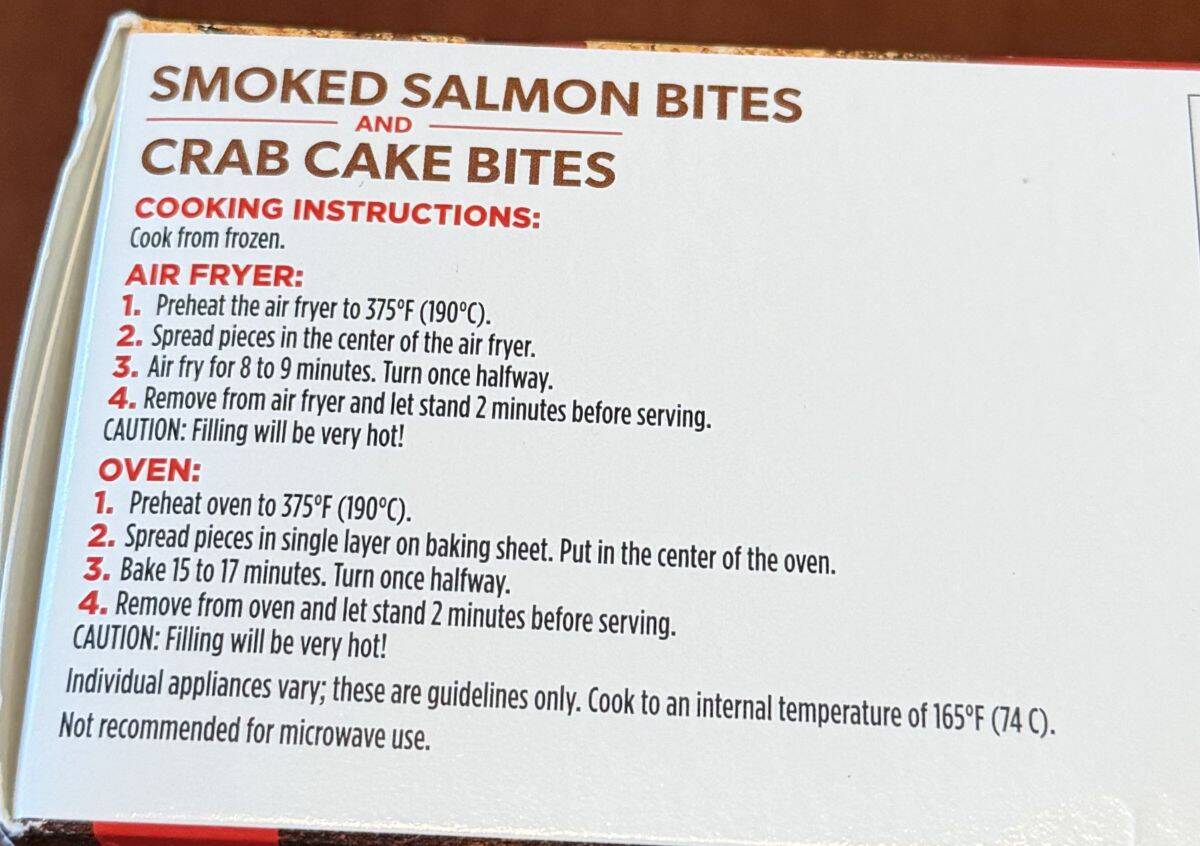 SMOKED SALMON BITES
AND
CRAB CAKE BITES
COOKING INSTRUCTIONS:
Cook from frozen.
AIR FRYER:
1. Preheat the air fryer to 375°F (190°C).
2. Spread pieces in the center of the air fryer.
3. Air fry for 8 to 9 minutes. Turn once halfway.
4. Remove from air fryer and let stand 2 minutes before serving.
CAUTION: Filling will be very hot!
OVEN:
1. Preheat oven to 375°F (190°C).
2. Spread pieces in single layer on baking sheet. Put in the center of the oven.
3. Bake 15 to 17 minutes. Turn once halfway.
4. Remove from oven and let stand 2 minutes before serving.
CAUTION: Filling will be very hot!
Individual appliances vary; these are guidelines only. Cook to an internal temperature of 165°F (74 C).
Not recommended for microwave use.